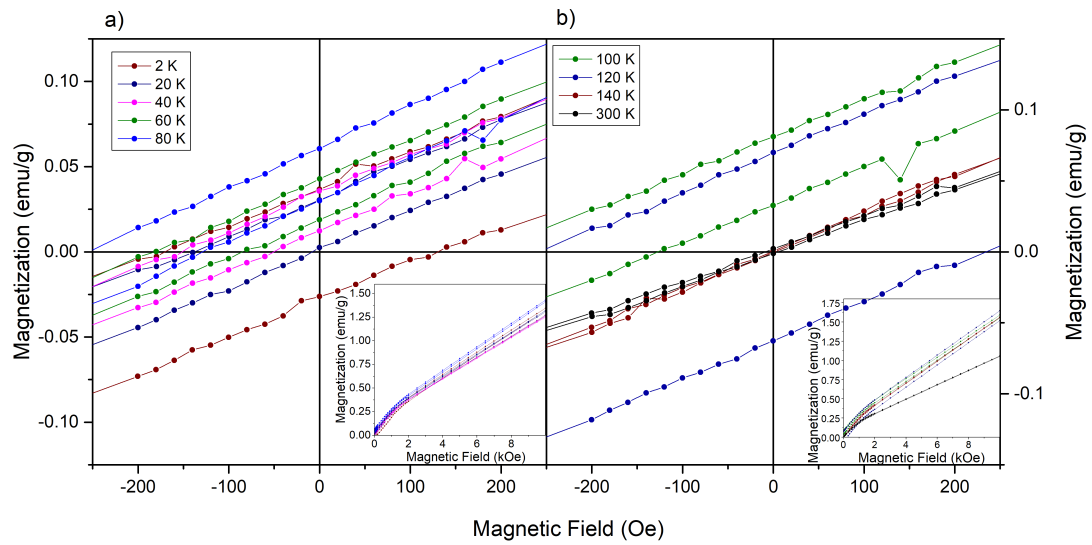 a)
b)
2 K
20 K
40 K
60 K
80 K
100 K
120 K
140 K
300 K
0.10
0.05
0.00
-0.05
-0.10
Magnetization (emu/g)
0.1
0.0
-0.1
Magnetization (emu/g)
1.50
1.25
1.00
0.75
0.50
0.25
0.00
Magnetization (emu/g)
0 2 4 6 8
Magnetic Field (kOe)
1.75
1.50
1.25
1.00
0.75
0.50
0.25
0.00
Magnetization (emu/g)
0 2 4 6 8
Magnetic Field (kOe)
-200 -100 0 100 200 -200 -100 0 100 200
Magnetic Field (Oe)